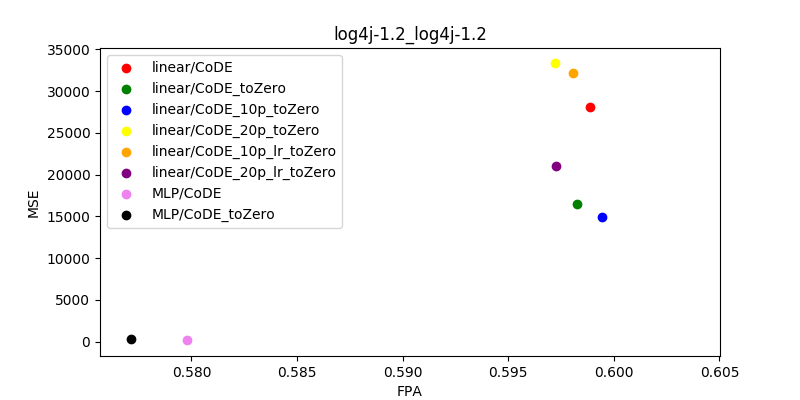 log4j-1.2_log4j-1.2
35000
30000
25000
20000
15000
10000
5000
0
MSE
linear/CoDE
linear/CoDE_toZero
linear/CoDE_10p_toZero
linear/CoDE_20p_toZero
linear/CoDE_10p_lr_toZero
linear/CoDE_20p_lr_toZero
MLP/CoDE
MLP/CoDE_toZero
0.580 0.585 0.590 0.595 0.600 0.605
FPA